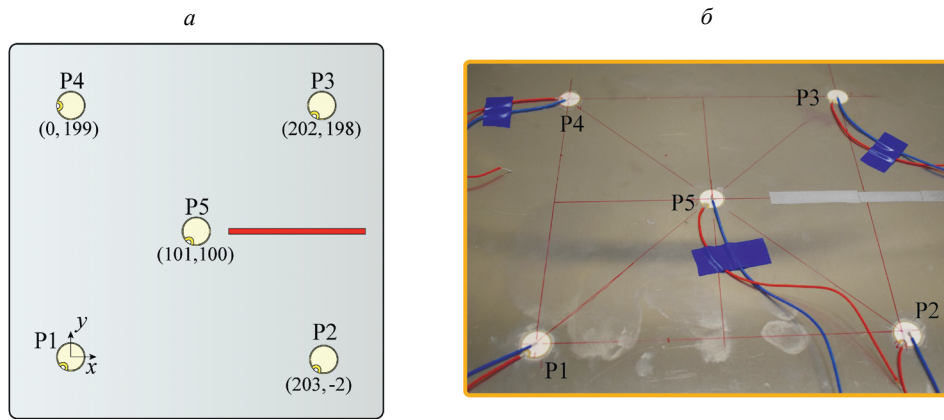 а
P4
(0, 199)
P3
(202, 198)
P5
(101,100)
P1
y
x
P2
(203, -2)
б
P4
P3
P5
P2
P1